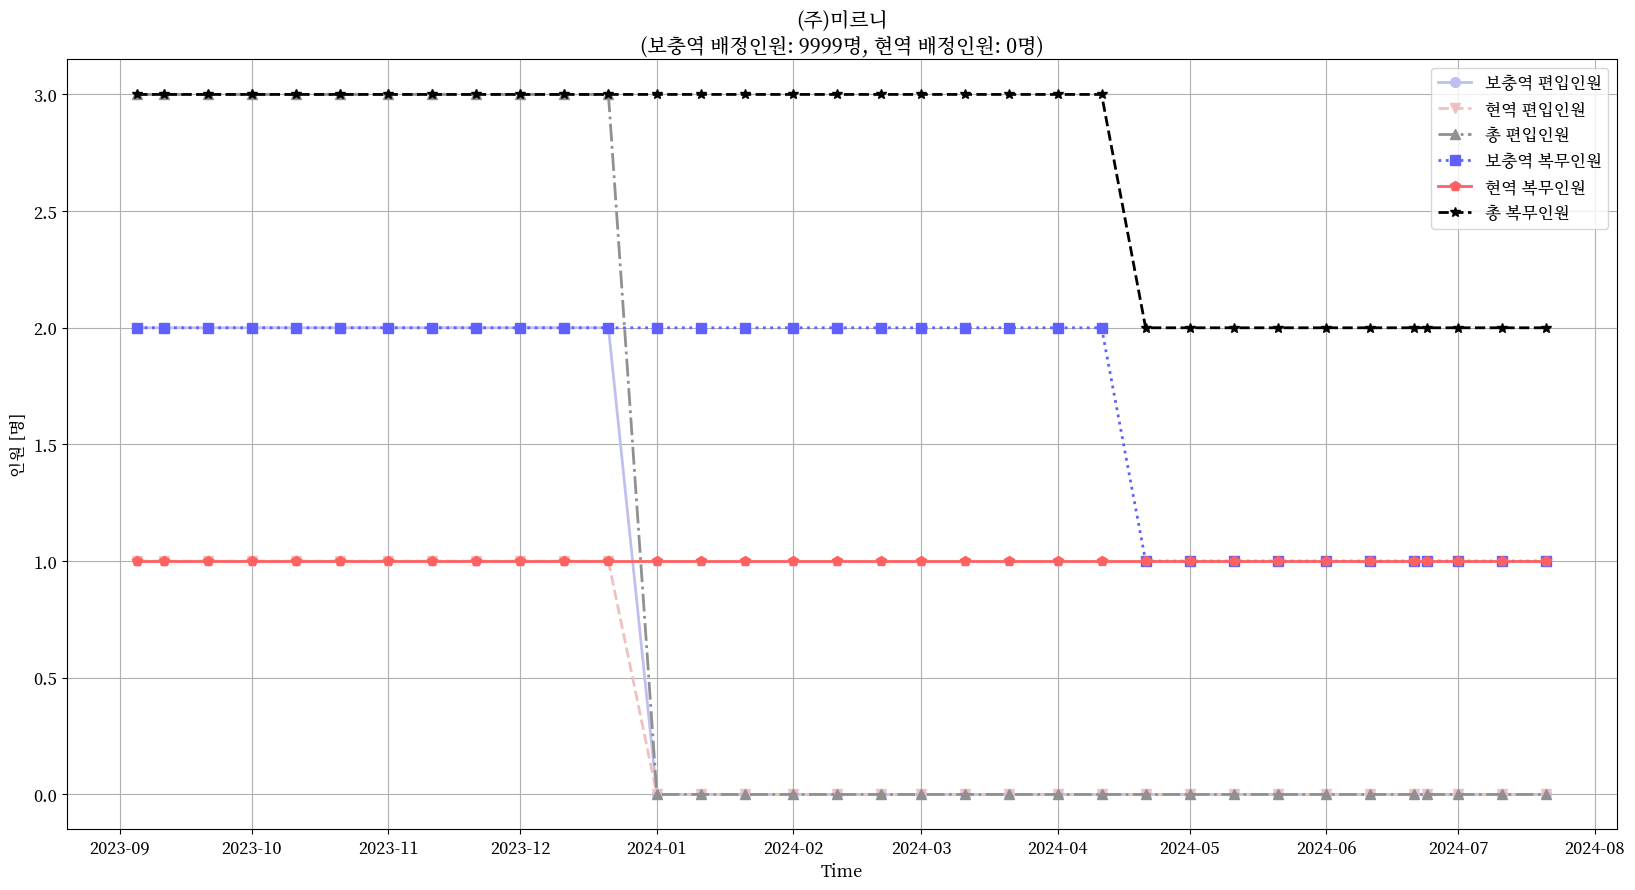 (주)미르니
(보충역 배정인원: 9999명, 현역 배정인원: 0명)
보충역 편입인원
현역 편입인원
총 편입인원
보충역 복무인원
현역 복무인원
총 복무인원
3.0
2.5
2.0
1.5
1.0
0.5
0.0
인원 [명]
2023-09 2023-10 2023-11 2023-12 2024-01 2024-02 2024-03 2024-04 2024-05 2024-06 2024-07 2024-08
Time